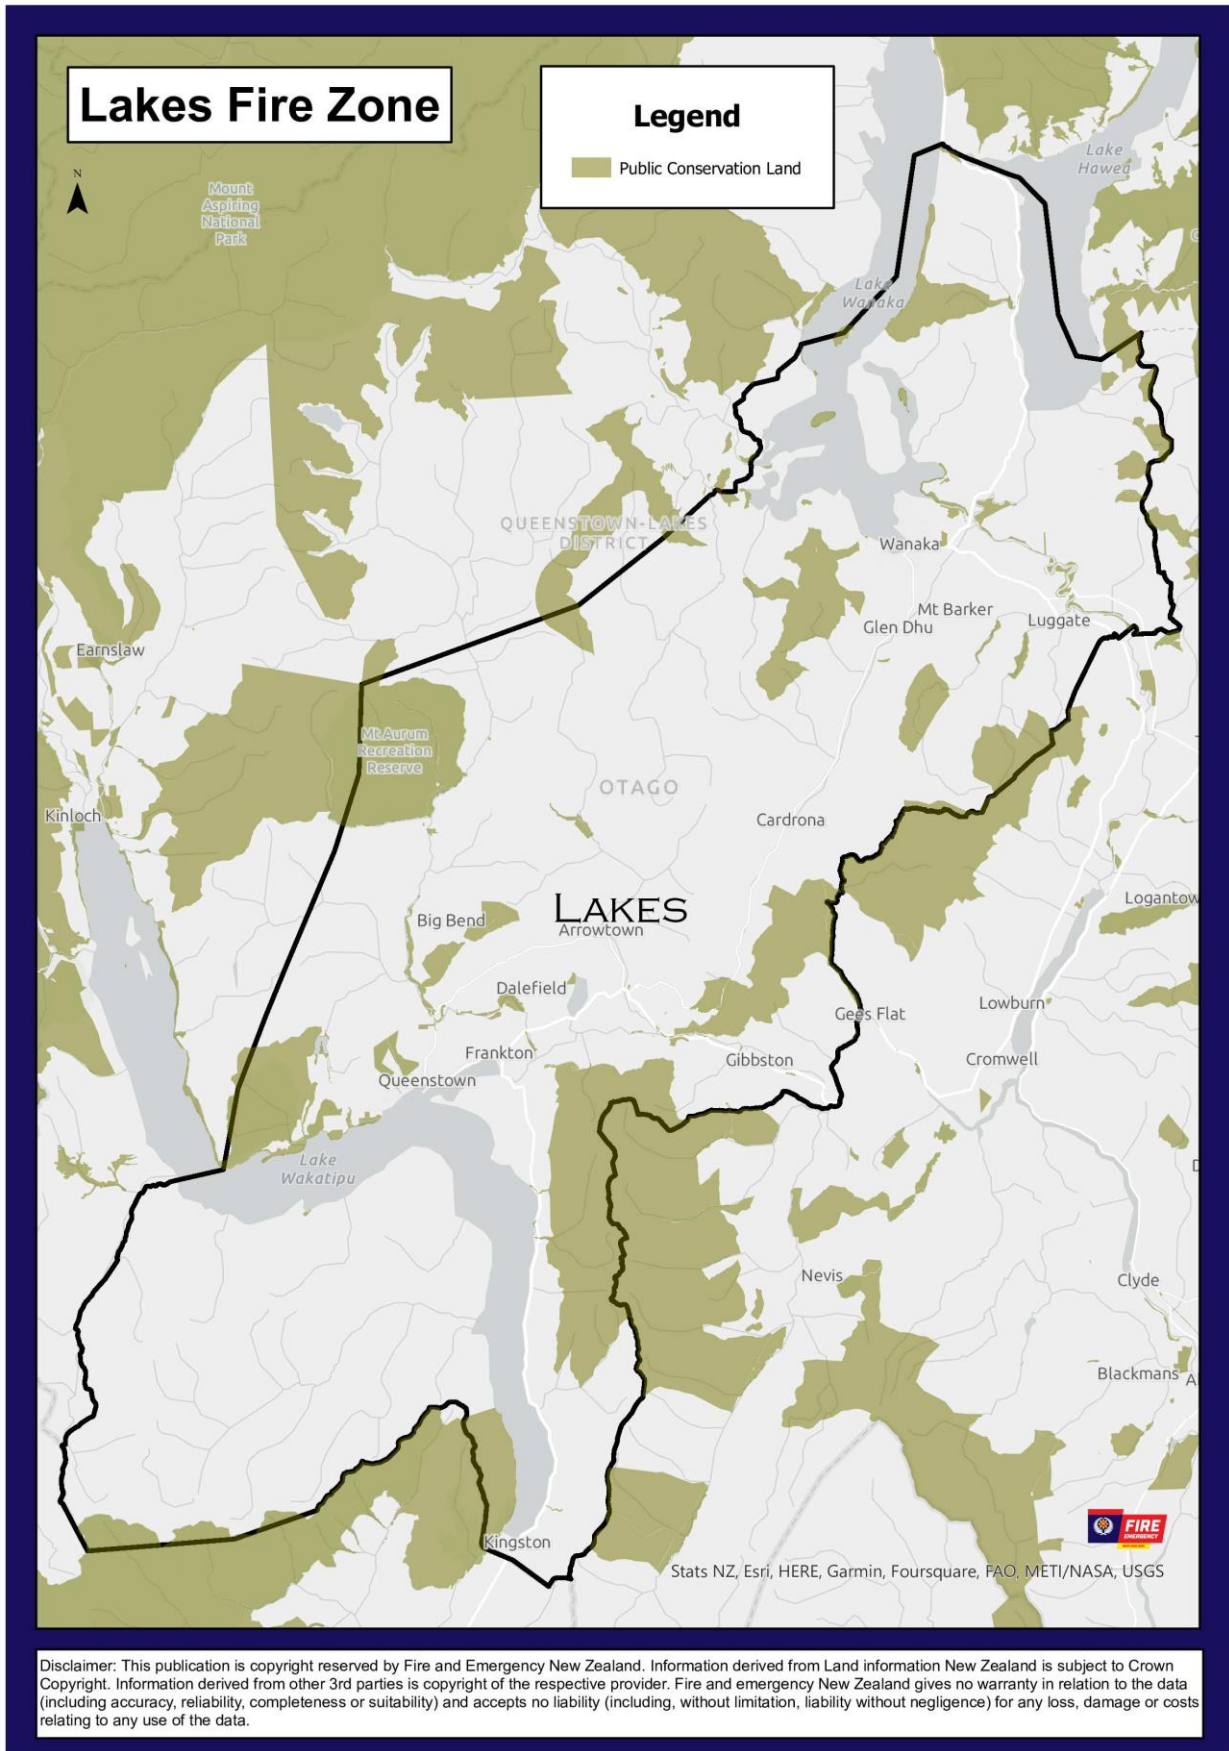 Lakes Fire Zone
Legend
Public Conservation Land
N
Mount
Aspiring
National
Park
Lake
Hawea
Lake
Wanaka
QUEENSTOWN-LAKES
DISTRICT
Wanaka
Mt Barker
Glen Dhu
Luggate
Earnslaw
Mt Aurum
Recreation
Reserve
OTAGO
Kinloch
Cardrona
LAKES
Big Bend
Arrowtown
Logantow
Dalefield
Lowburn
Gees Flat
Frankton
Gibbston
Cromwell
Queenstown
Lake
Wakatipu
Nevis
Clyde
Blackmans
A
Kingston
FIRE
EMERGENCY
Stats NZ, Esri, HERE, Garmin, Foursquare, FAO, METI/NASA, USGS
Disclaimer: This publication is copyright reserved by Fire and Emergency New Zealand. Information derived from Land information New Zealand is subject to Crown
Copyright. Information derived from other 3rd parties is copyright of the respective provider. Fire and emergency New Zealand gives no warranty in relation to the data
(including accuracy, reliability, completeness or suitability) and accepts no liability (including, without limitation, liability without negligence) for any loss, damage or costs
relating to any use of the data.